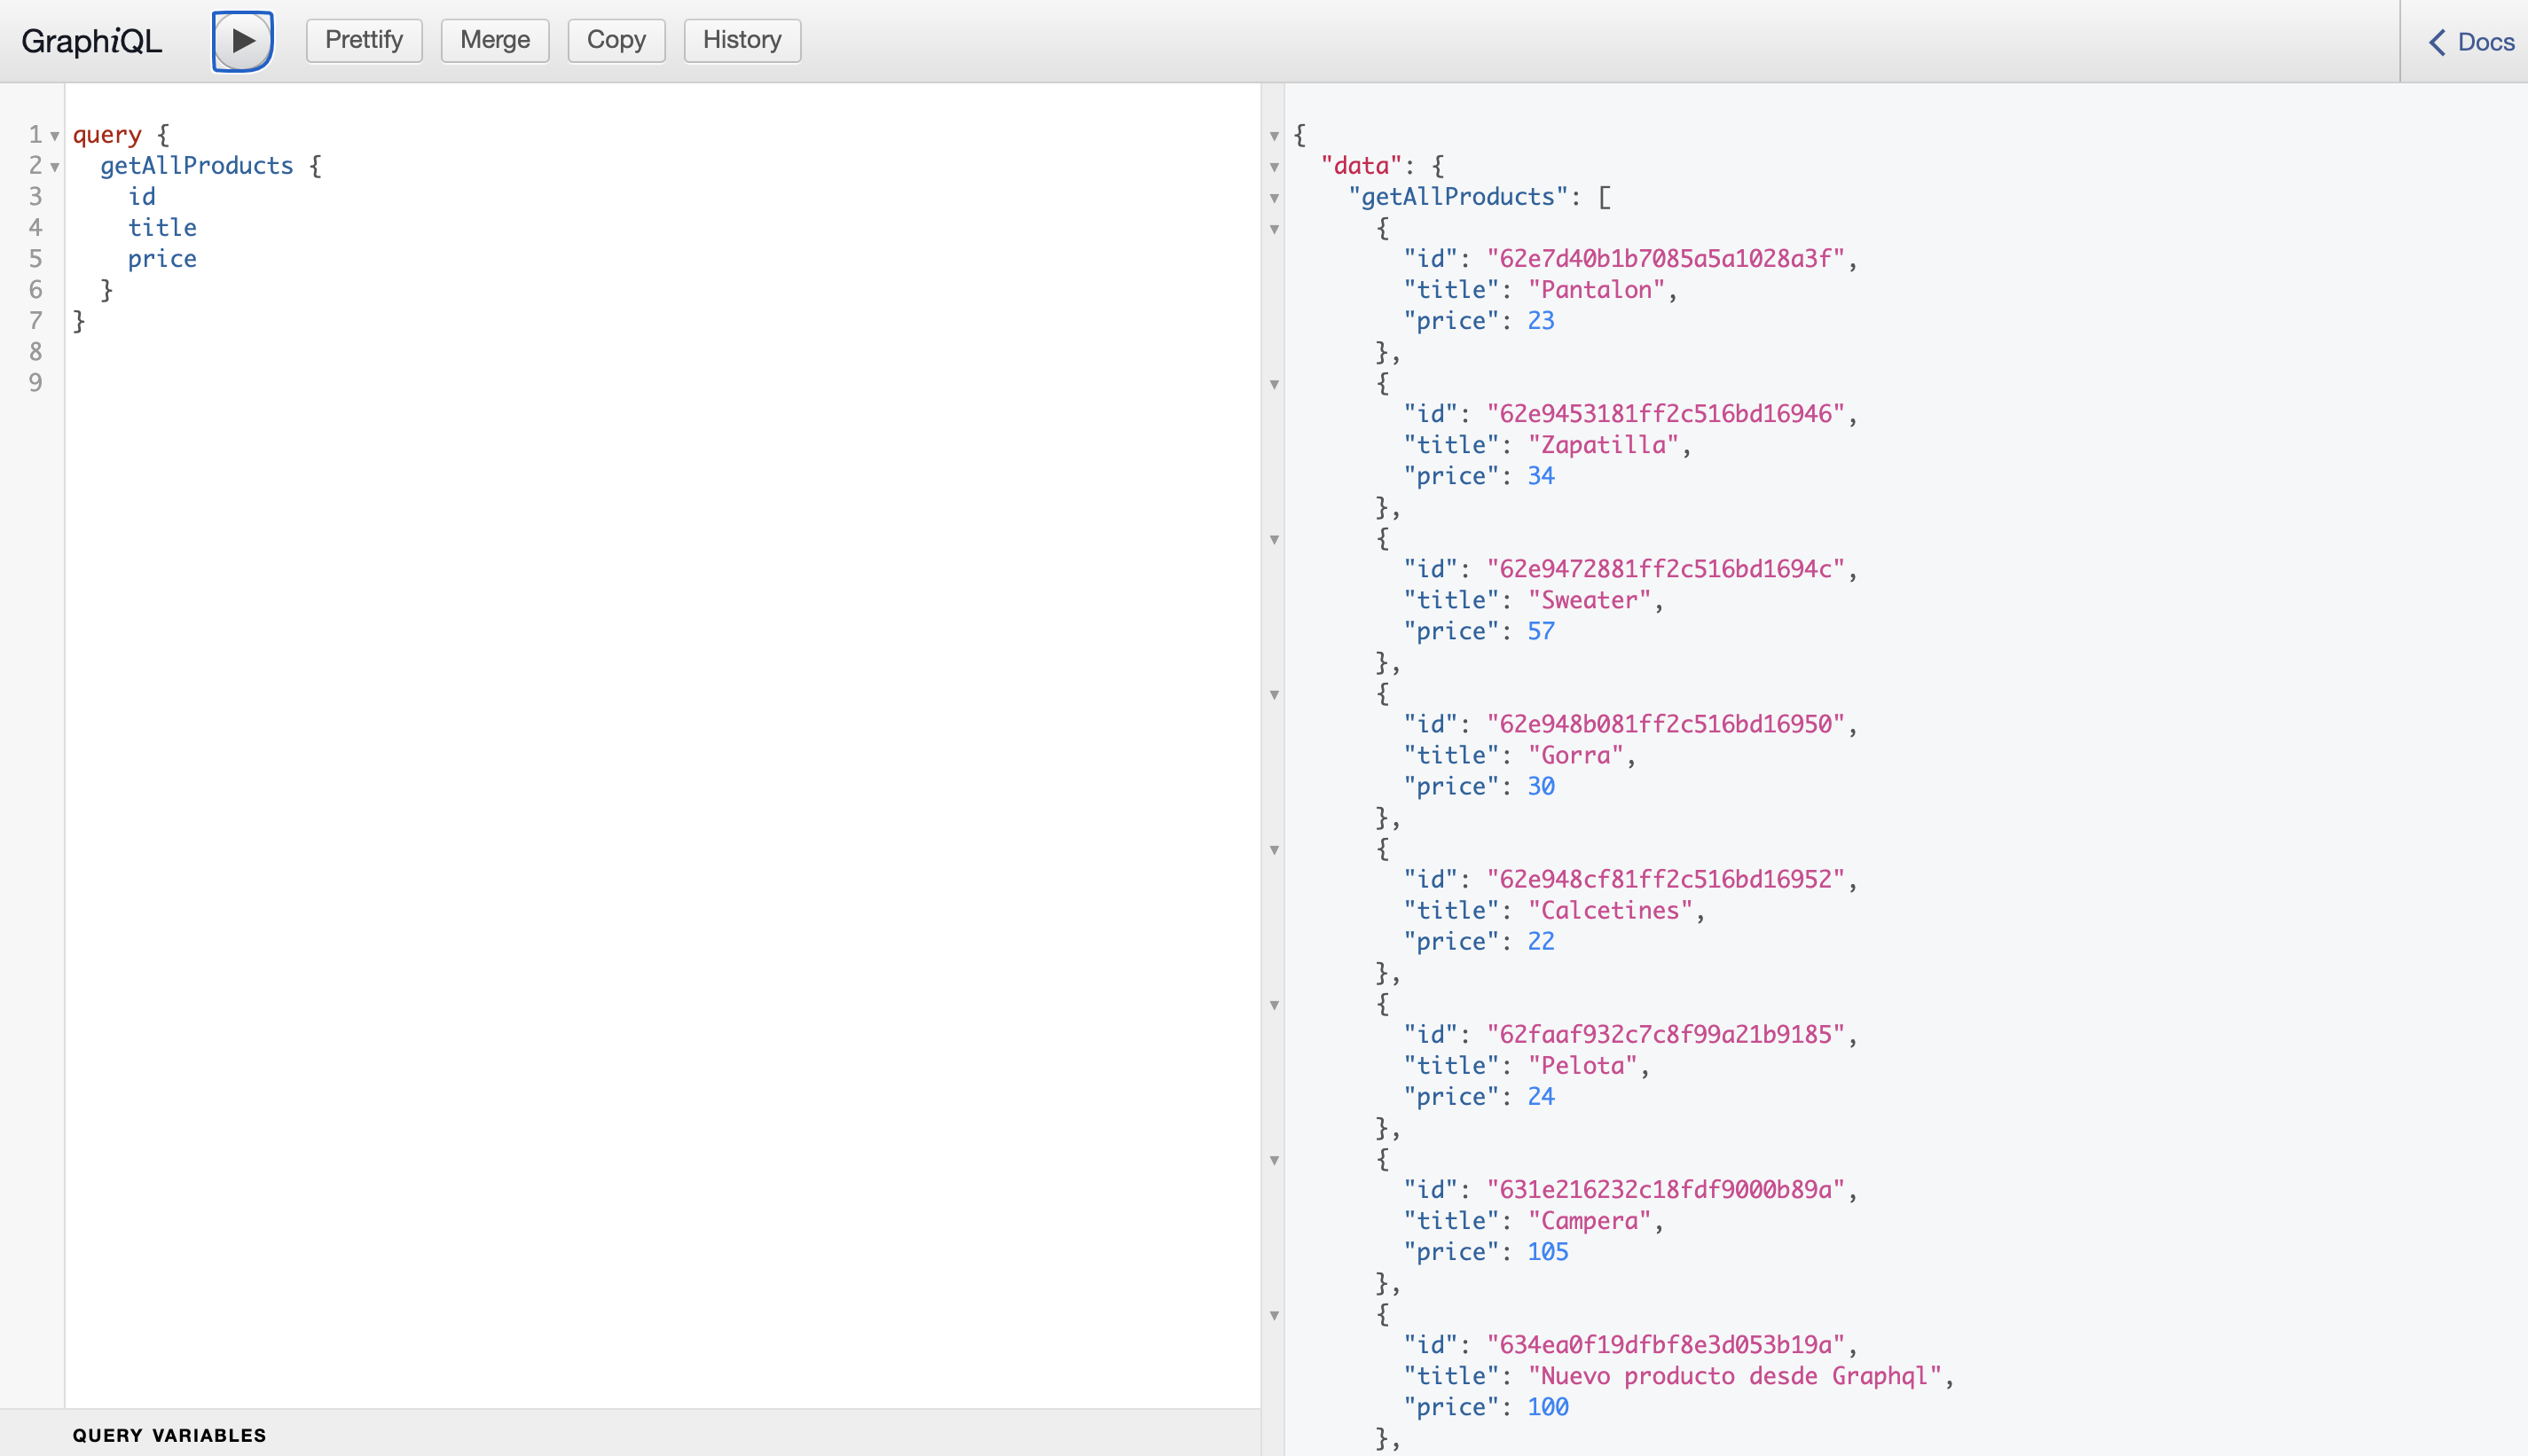 GraphiQL
Prettify
Merge
Copy
History
Docs
1 query {
2   getAllProducts {
3     id
4     title
5     price
6   }
7 }
8
9
QUERY VARIABLES
{
  "data": {
    "getAllProducts": [
      {
        "id": "62e7d40b1b7085a5a1028a3f",
        "title": "Pantalon",
        "price": 23
      },
      {
        "id": "62e9453181ff2c516bd16946",
        "title": "Zapatilla",
        "price": 34
      },
      {
        "id": "62e9472881ff2c516bd1694c",
        "title": "Sweater",
        "price": 57
      },
      {
        "id": "62e948b081ff2c516bd16950",
        "title": "Gorra",
        "price": 30
      },
      {
        "id": "62e948cf81ff2c516bd16952",
        "title": "Calcetines",
        "price": 22
      },
      {
        "id": "62faaf932c7c8f99a21b9185",
        "title": "Pelota",
        "price": 24
      },
      {
        "id": "631e216232c18fdf9000b89a",
        "title": "Campera",
        "price": 105
      },
      {
        "id": "634ea0f19dfbf8e3d053b19a",
        "title": "Nuevo producto desde Graphql",
        "price": 100
      },